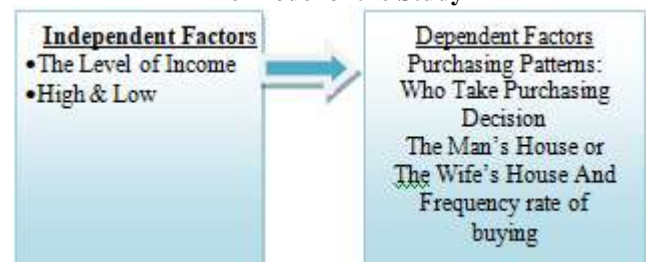 Independent Factors
•The Level of Income
•High & Low
Dependent Factors
Purchasing Patterns:
Who Take Purchasing
Decision
The Man's House or
The Wife's House And
Frequency rate of
buying